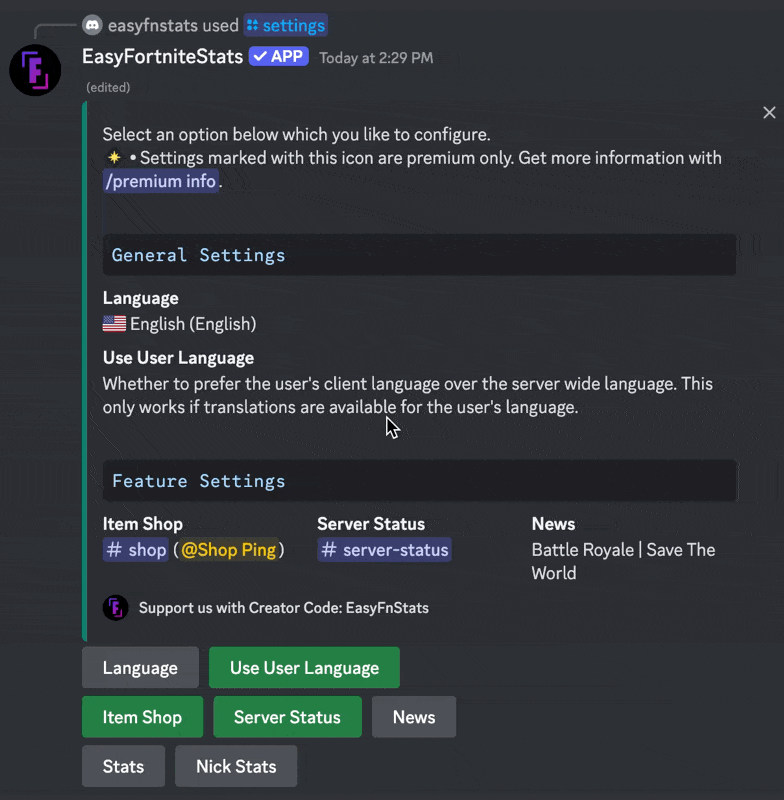 easyfnstats used settings
EasyFortniteStats ✓ APP Today at 2:29 PM
(edited)
Select an option below which you like to configure.
• Settings marked with this icon are premium only. Get more information with
/premium info.
General Settings
Language
English (English)
Use User Language
Whether to prefer the user's client language over the server wide language. This
only works if translations are available for the user's language.
Feature Settings
Item Shop Server Status News
# shop (@Shop Ping) # server-status Battle Royale | Save The
World
Support us with Creator Code: EasyFnStats
Language Use User Language
Item Shop Server Status News
Stats Nick Stats